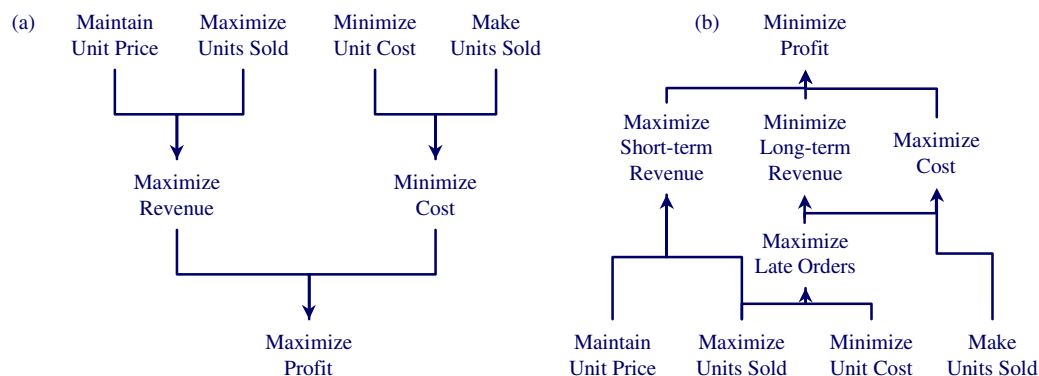 (a)
Maintain
Unit Price
Maximize
Units Sold
Minimize
Unit Cost
Make
Units Sold
Maximize
Revenue
Minimize
Cost
Maximize
Profit
(b)
Minimize
Profit
Maximize
Short-term
Revenue
Minimize
Long-term
Revenue
Maximize
Cost
Maximize
Late Orders
Maintain
Unit Price
Maximize
Units Sold
Minimize
Unit Cost
Make
Units Sold